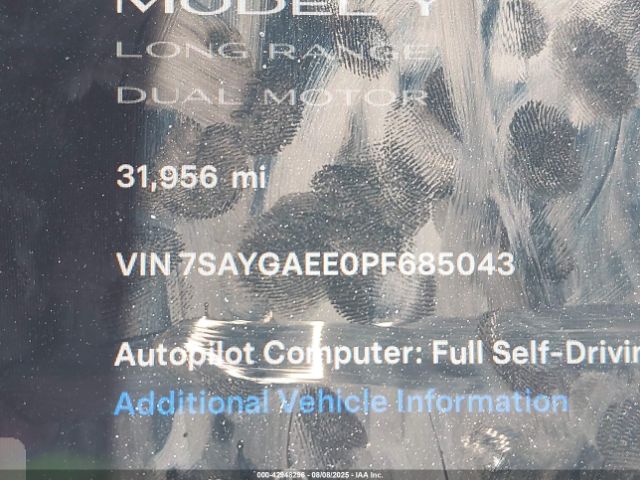 MODEL Y
LONG RANGE
DUAL MOTOR
31,956 mi
VIN 7SAYGAEE0PF685043
Autopilot Computer: Full Self-Drivin
Additional Vehicle Information
000-42948296 - 08/08/2025 - IAA Inc.